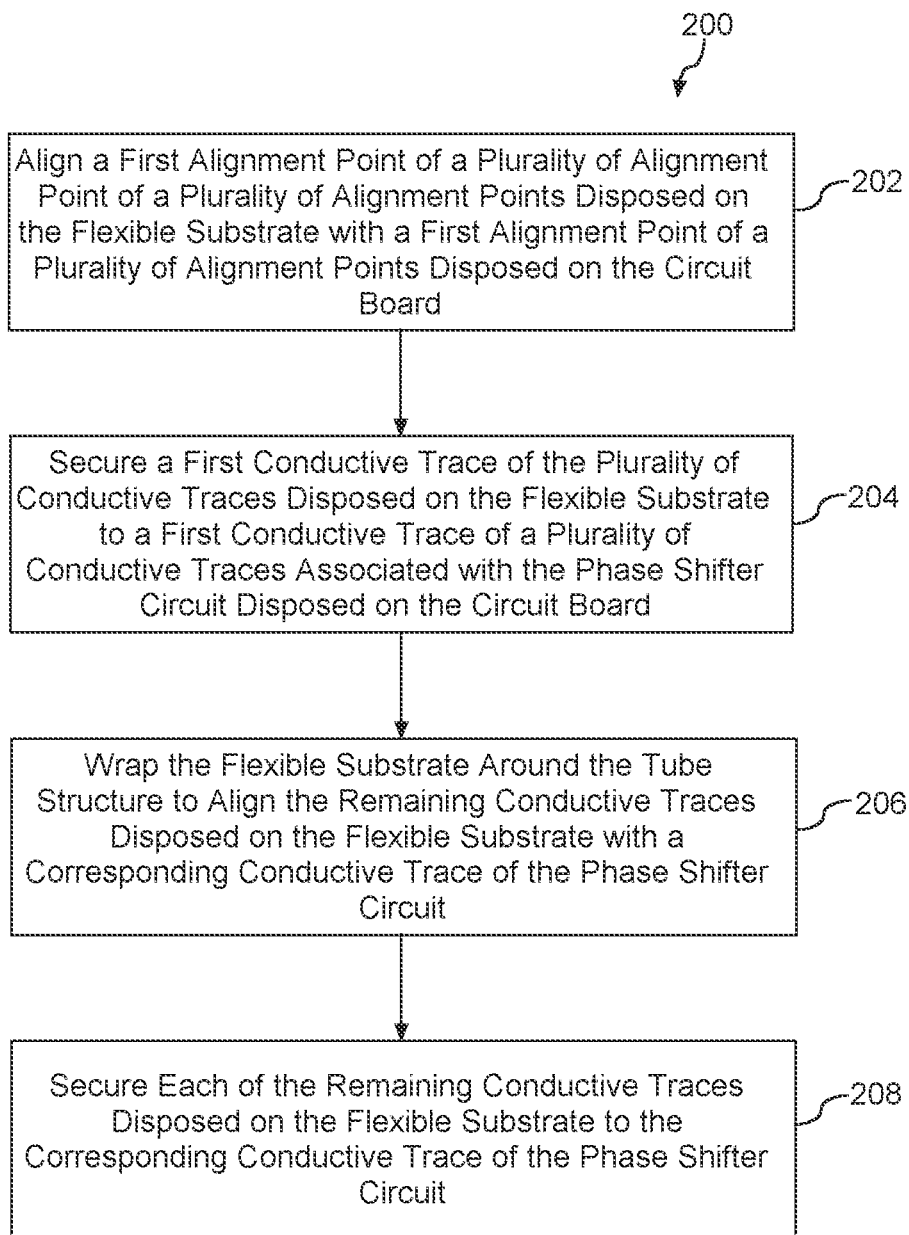 200
Align a First Alignment Point of a Plurality of Alignment
Point of a Plurality of Alignment Points Disposed on
the Flexible Substrate with a First Alignment Point of a
Plurality of Alignment Points Disposed on the Circuit
Board
202
Secure a First Conductive Trace of the Plurality of
Conductive Traces Disposed on the Flexible Substrate
to a First Conductive Trace of a Plurality of
Conductive Traces Associated with the Phase Shifter
Circuit Disposed on the Circuit Board
204
Wrap the Flexible Substrate Around the Tube
Structure to Align the Remaining Conductive Traces
Disposed on the Flexible Substrate with a
Corresponding Conductive Trace of the Phase Shifter
Circuit
206
Secure Each of the Remaining Conductive Traces
Disposed on the Flexible Substrate to the
Corresponding Conductive Trace of the Phase Shifter
Circuit
208